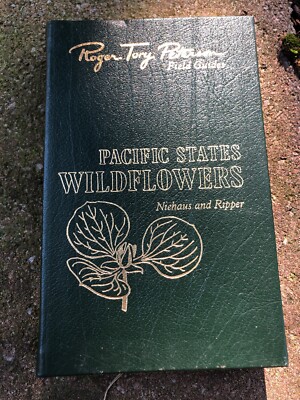 Roger Tory Peterson
Field Guides
PACIFIC STATES
WILDFLOWERS
Niehaus and Ripper